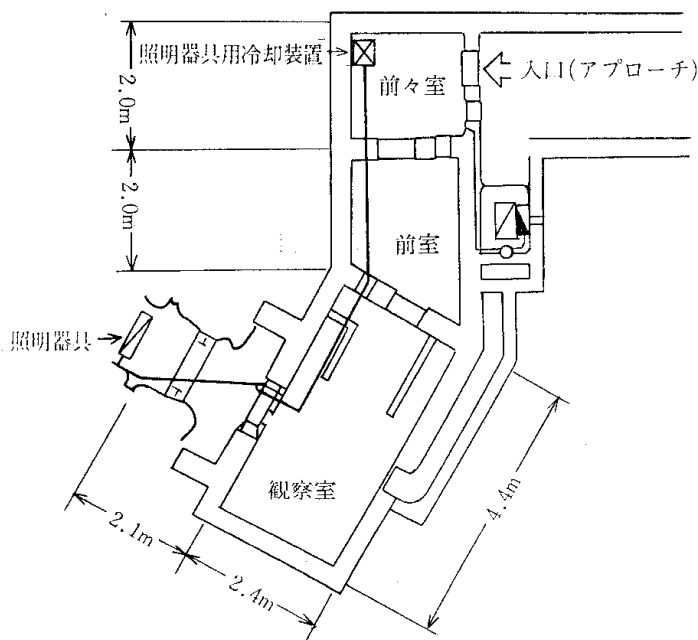 照明器具用冷却装置
前々室
入口(アプローチ)
2.0m
2.0m
前室
照明器具
観察室
4.4m
2.1m
2.4m